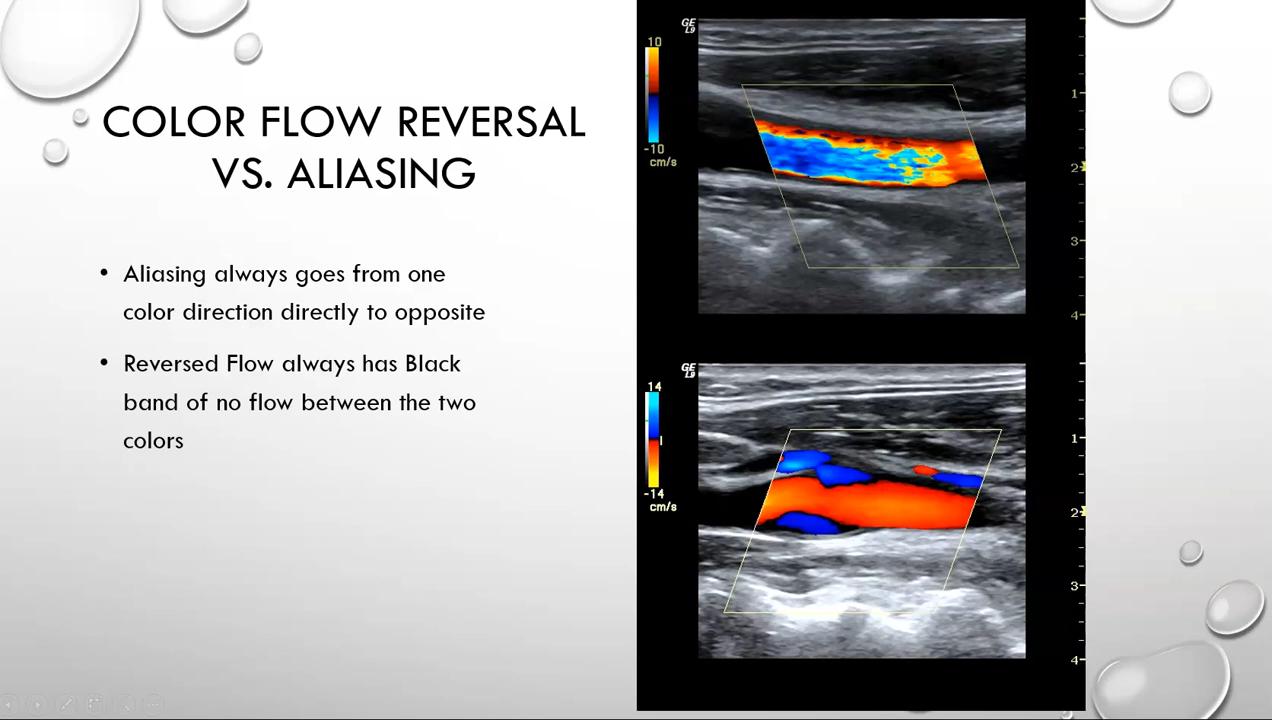 COLOR FLOW REVERSAL
VS. ALIASING
• Aliasing always goes from one
color direction directly to opposite
• Reversed Flow always has Black
band of no flow between the two
colors
GE
L9
10
-10
cm/s
1
2
3
4
GE
L9
14
-14
cm/s
1
2
3
4